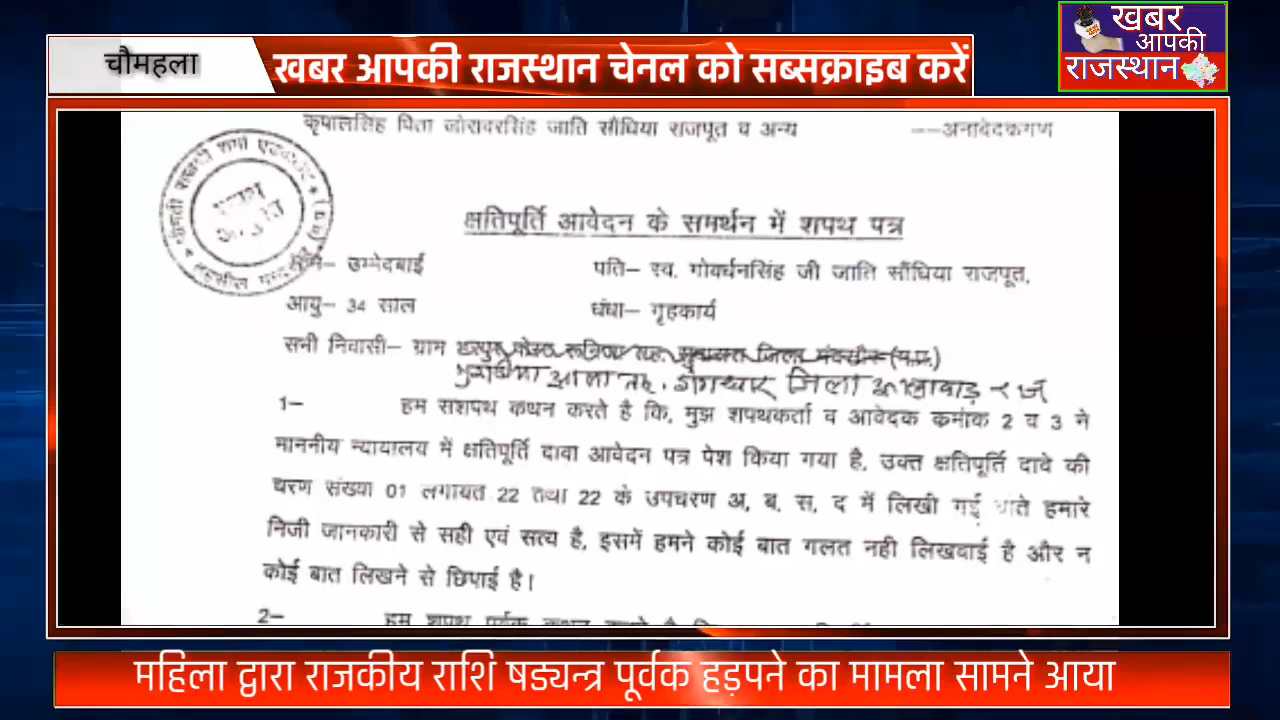 चौमहला
खबर आपकी राजस्थान चेनल को सब्सक्राइब करें
खबर
आपकी
राजस्थान
कृपालसिंह पिता जोरावरसिंह जाति सौंधिया राजपूत व अन्य ---अनावेदकगण
क्षतिपूर्ति आवेदन के समर्थन में शपथ पत्र
उम्मेदबाई पति- स्व. गोवर्धनसिंह जी जाति सौंधिया राजपूत,
आयु- 34 साल धंधा- गृहकार्य
सनी निवासी- ग्राम
जिला झालावाड़ राज
1- हम सशपथ कथन करते है कि, मुझ शपथकर्ता व आवेदक क्रमांक 2 व 3 ने
माननीय न्यायालय में क्षतिपूर्ति दावा आवेदन पत्र पेश किया गया है, उक्त क्षतिपूर्ति दावे की
चरण संख्या 01 लगायत 22 तथा 22 के उपचरण अ, ब, स, द में लिखी गई बाते हमारे
निजी जानकारी से सही एवं सत्य है, इसमें हमने कोई बात गलत नही लिखवाई है और न
कोई बात लिखने से छिपाई है।
2-
महिला द्वारा राजकीय राशि षड्यन्त्र पूर्वक हड़पने का मामला सामने आया